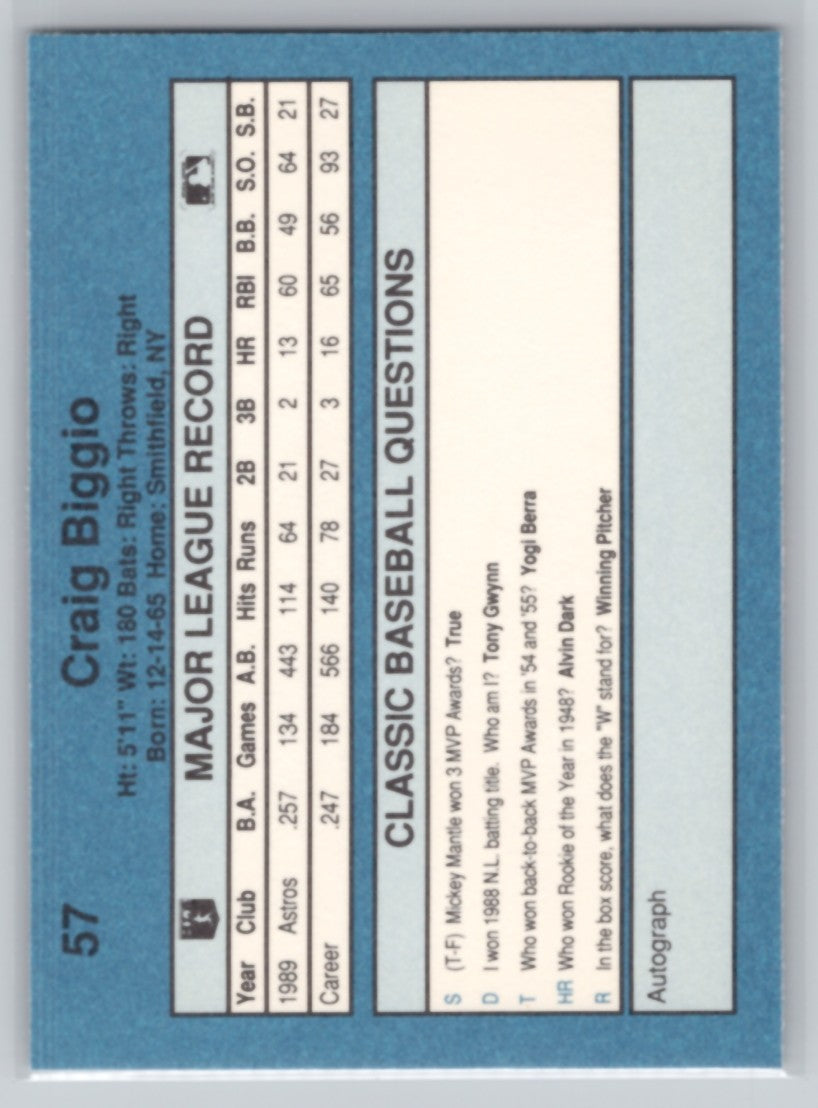 57 Craig Biggio
Ht: 5'11" Wt: 180 Bats: Right Throws: Right
Born: 12-14-65 Home: Smithfield, NY
MAJOR LEAGUE RECORD
Year Club B.A. Games A.B. Hits Runs 2B 3B HR RBI B.B. S.O. S.B.
1989 Astros .257 134 443 114 64 21 2 13 60 49 64 21
Career .247 184 566 140 78 27 3 16 65 56 93 27
CLASSIC BASEBALL QUESTIONS
S (T-F) Mickey Mantle won 3 MVP Awards? True
D I won 1988 N.L. batting title. Who am I? Tony Gwynn
T Who won back-to-back MVP Awards in '54 and '55? Yogi Berra
HR Who won Rookie of the Year in 1948? Alvin Dark
R In the box score, what does the "W" stand for? Winning Pitcher
Autograph